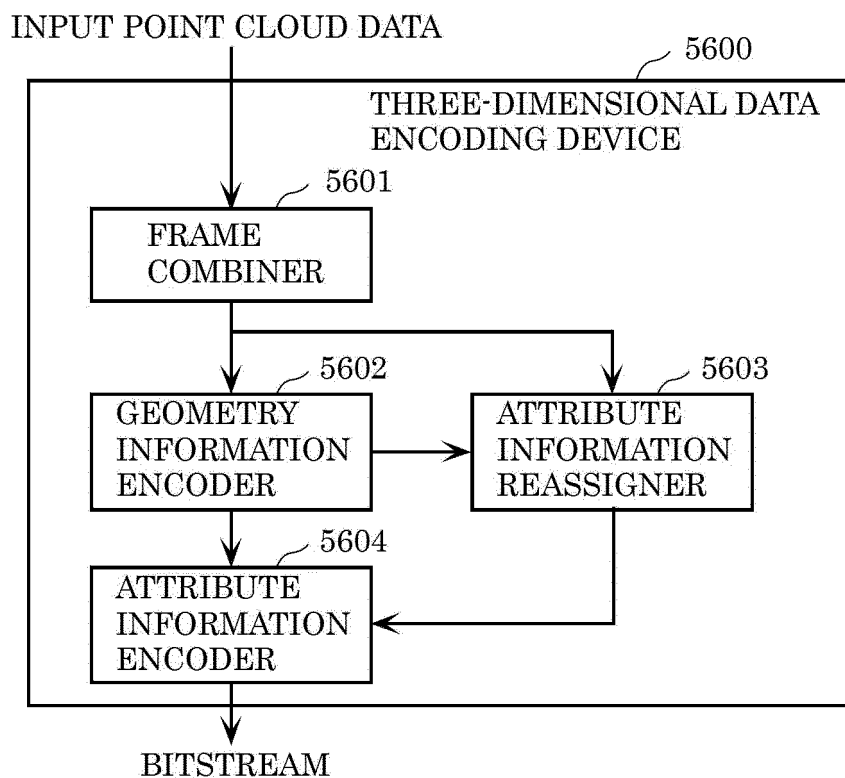 INPUT POINT CLOUD DATA
5600
THREE-DIMENSIONAL DATA
ENCODING DEVICE
5601
FRAME
COMBINER
5602
GEOMETRY
INFORMATION
ENCODER
5603
ATTRIBUTE
INFORMATION
REASSIGNER
5604
ATTRIBUTE
INFORMATION
ENCODER
BITSTREAM